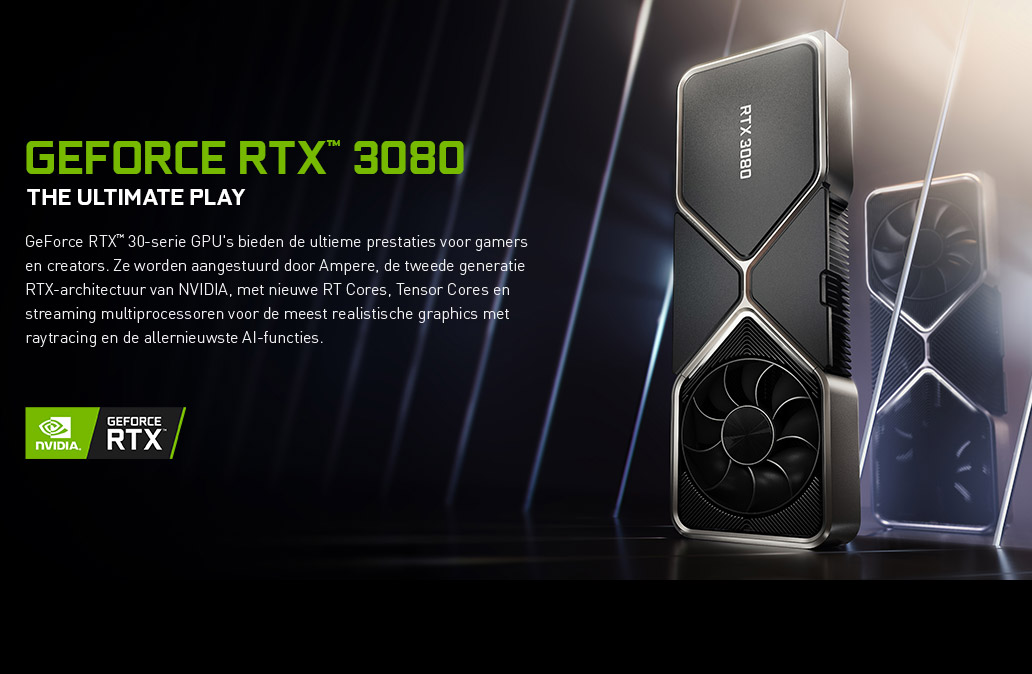 GEFORCE RTX™ 3080
THE ULTIMATE PLAY
GeForce RTX™ 30-serie GPU's bieden de ultieme prestaties voor gamers
en creators. Ze worden aangestuurd door Ampere, de tweede generatie
RTX-architectuur van NVIDIA, met nieuwe RT Cores, Tensor Cores en
streaming multiprocessoren voor de meest realistische graphics met
raytracing en de allernieuwste AI-functies.
NVIDIA.
GEFORCE
RTX™
RTX 3080